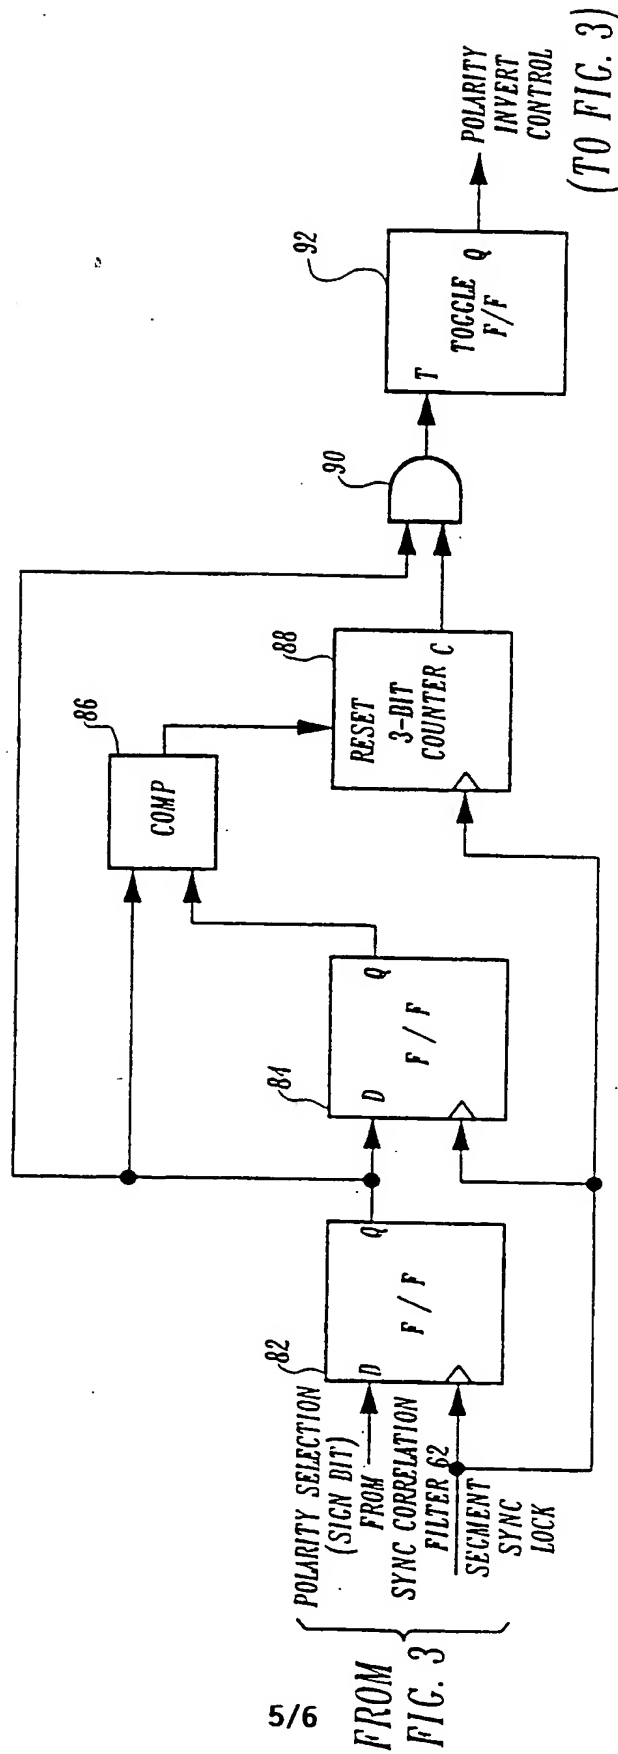 5/6
FROM
FIG. 3
POLARITY SELECTION
(SIGN BIT)
FROM
SYNC CORRELATION
FILTER 62
SEGMENT
SYNC
LOCK
82
D
Q
F/F
84
D
Q
F/F
86
COMP
88
RESET
3-BIT
COUNTER C
90
92
T
TOGGLE
F/F
Q
POLARITY
INVERT
CONTROL
(TO FIG. 3)